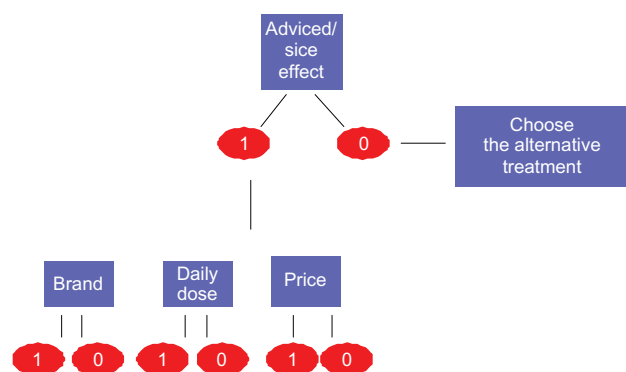 Adviced/
sice
effect
1
0
Choose
the alternative
treatment
Brand
Daily
dose
Price
1
0
1
0
1
0